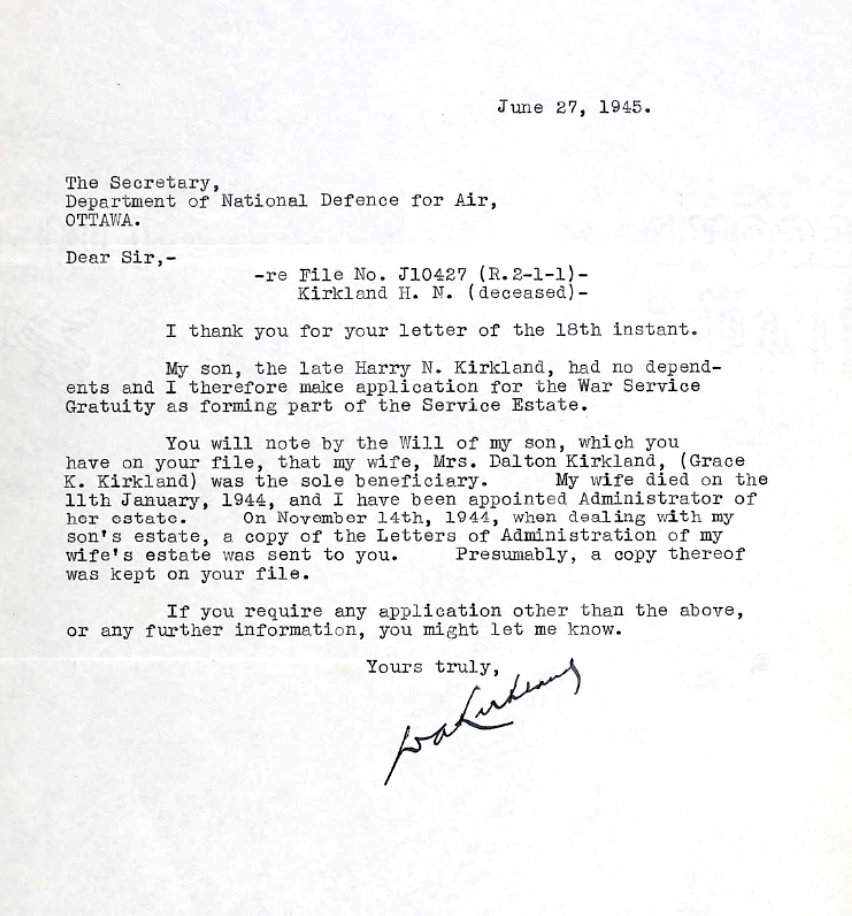 June 27, 1945.
The Secretary,
Department of National Defence for Air,
OTTAWA.
Dear Sir,-
-re File No. J10427 (R.2-1-1)-
Kirkland H. N. (deceased)-
I thank you for your letter of the 18th instant.
My son, the late Harry N. Kirkland, had no depend-
ents and I therefore make application for the War Service
Gratuity as forming part of the Service Estate.
You will note by the Will of my son, which you
have on your file, that my wife, Mrs. Dalton Kirkland, (Grace
K. Kirkland) was the sole beneficiary. My wife died on the
11th January, 1944, and I have been appointed Administrator of
her estate. On November 14th, 1944, when dealing with my
son's estate, a copy of the Letters of Administration of my
wife's estate was sent to you. Presumably, a copy thereof
was kept on your file.
If you require any application other than the above,
or any further information, you might let me know.
Yours truly,
Kirkland